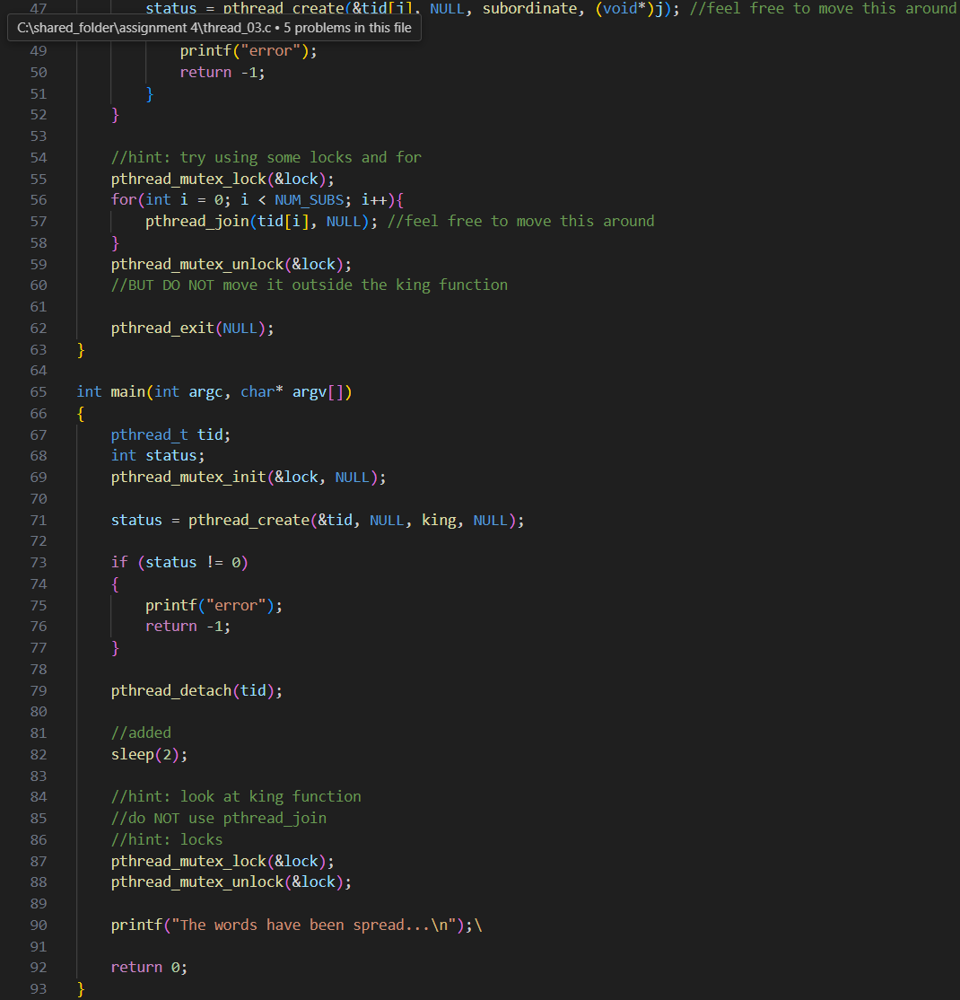 47 status = pthread_create(&tid[j], NULL, subordinate, (void*)j); //feel free to move this around
C:\shared_folder\assignment 4\thread_03.c • 5 problems in this file
49 printf("error");
50 return -1;
51 }
52 }
53
54 //hint: try using some locks and for
55 pthread_mutex_lock(&lock);
56 for(int i = 0; i < NUM_SUBS; i++){
57 pthread_join(tid[i], NULL); //feel free to move this around
58 }
59 pthread_mutex_unlock(&lock);
60 //BUT DO NOT move it outside the king function
61
62 pthread_exit(NULL);
63 }
64
65 int main(int argc, char* argv[])
66 {
67 pthread_t tid;
68 int status;
69 pthread_mutex_init(&lock, NULL);
70
71 status = pthread_create(&tid, NULL, king, NULL);
72
73 if (status != 0)
74 {
75 printf("error");
76 return -1;
77 }
78
79 pthread_detach(tid);
80
81 //added
82 sleep(2);
83
84 //hint: look at king function
85 //do NOT use pthread_join
86 //hint: locks
87 pthread_mutex_lock(&lock);
88 pthread_mutex_unlock(&lock);
89
90 printf("The words have been spread...\n");\
91
92 return 0;
93 }